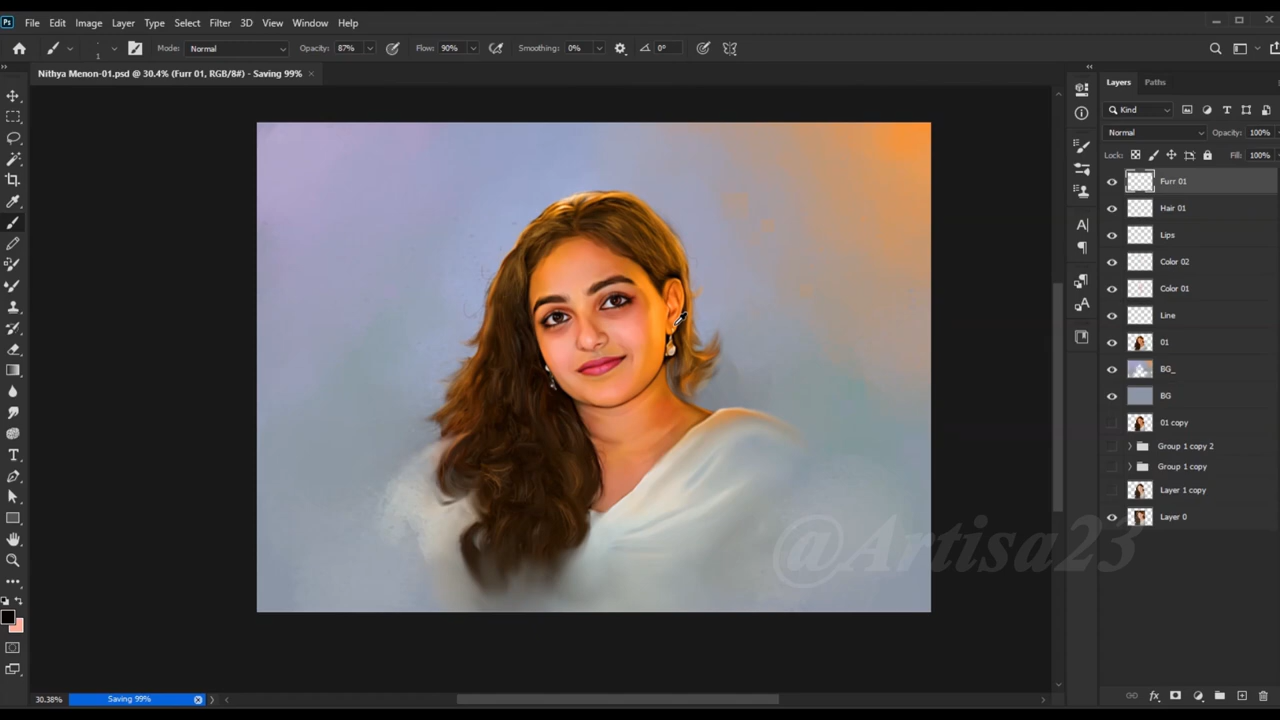 Ps File Edit Image Layer Type Select Filter 3D View Window Help
1 Mode: Normal Opacity: 87% Flow: 90% Smoothing: 0% 0°
Nithya Menon-01.psd @ 30.4% (Furr 01, RGB/8#) - Saving 99% ×
Layers Paths
Kind
Normal Opacity: 100%
Lock: Fill: 100%
Furr 01
Hair 01
Lips
Color 02
Color 01
Line
01
BG_
BG
01 copy
Group 1 copy 2
Group 1 copy
Layer 1 copy
Layer 0
@Artisa23
30.38% Saving 99%